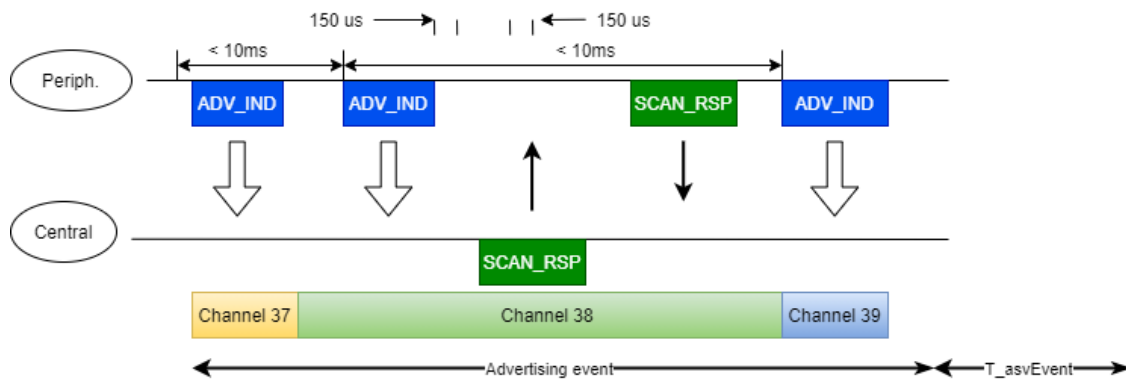 150 us
150 us
< 10ms
< 10ms
Periph.
ADV_IND
ADV_IND
SCAN_RSP
ADV_IND
Central
SCAN_RSP
Channel 37
Channel 38
Channel 39
Advertising event
T_asvEvent